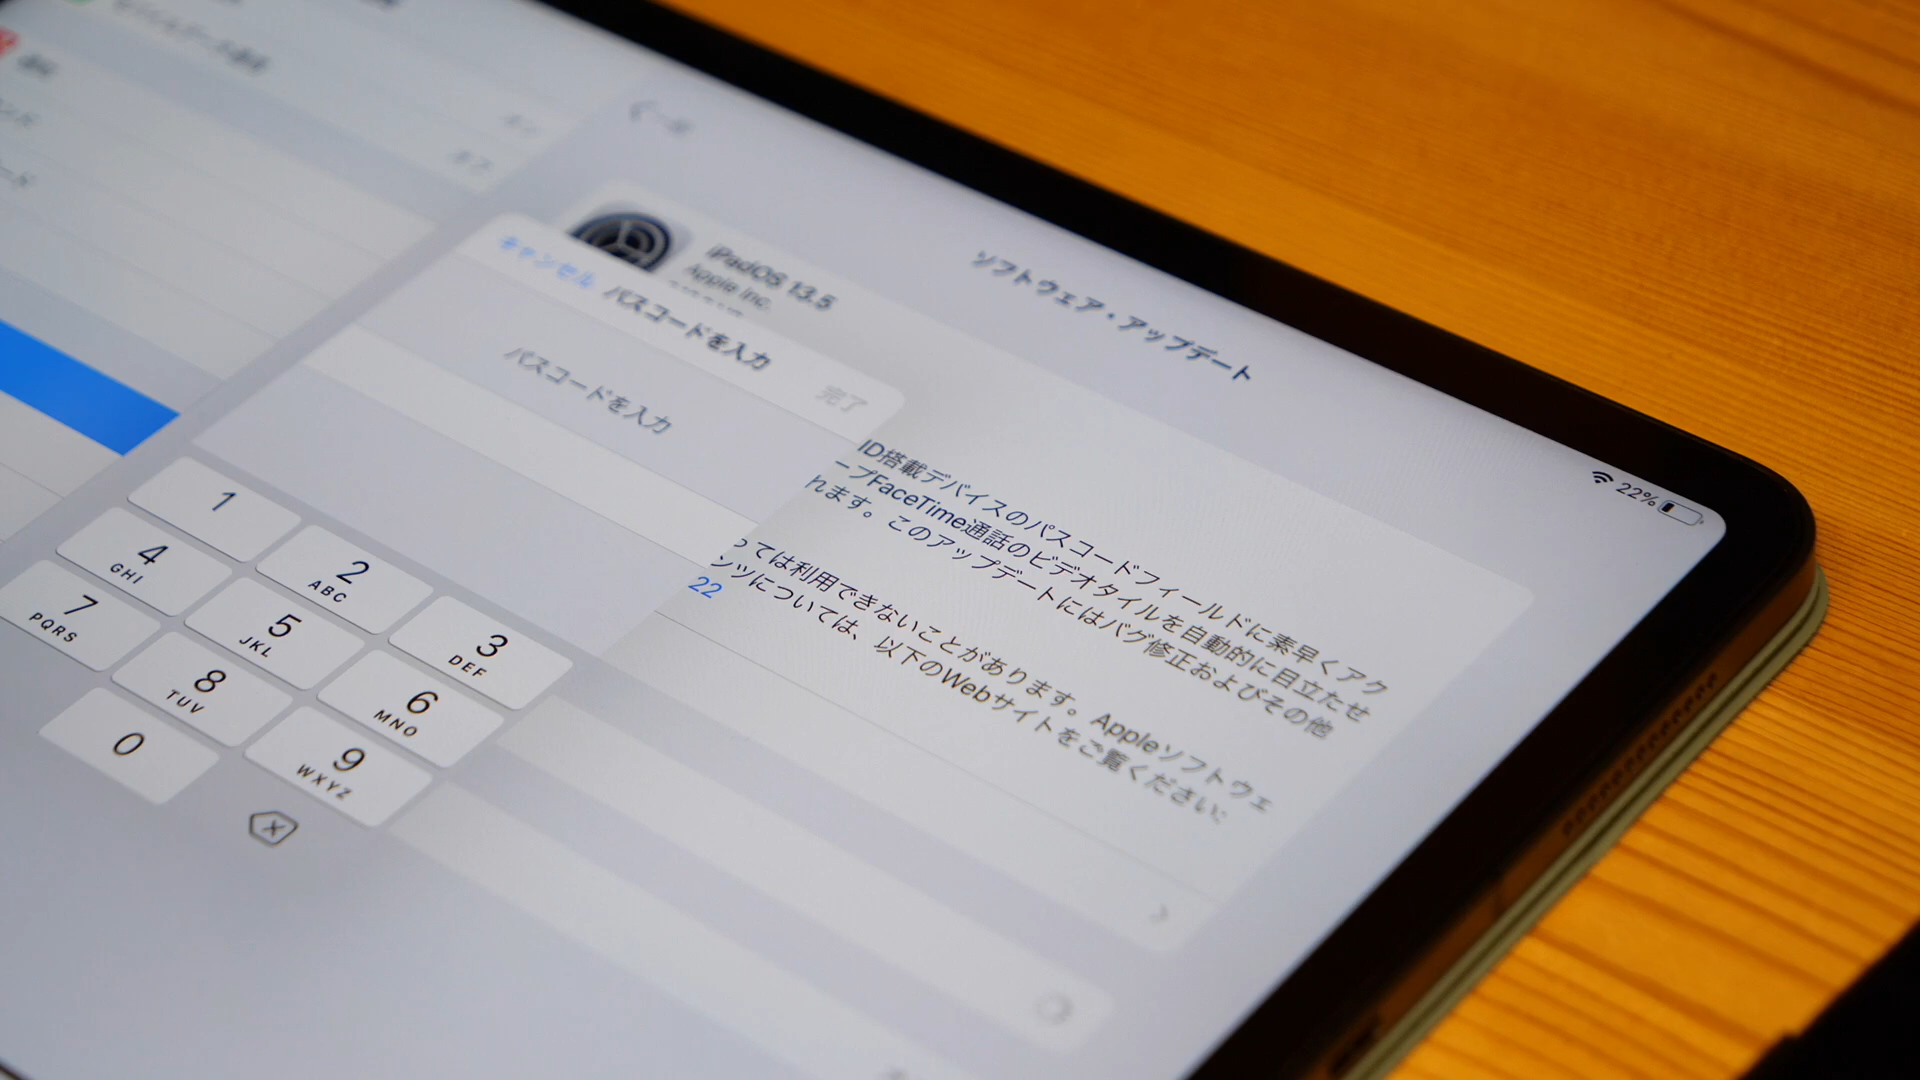 ソフトウェア・アップデート
22%
iPadOS 13.5
Apple Inc.
キャンセル
パスコードを入力
完了
パスコードを入力
ID搭載デバイスのパスコードフィールドに素早くアク
ープFaceTime通話のビデオタイルを自動的に目立たせ
れます。このアップデートにはバグ修正およびその他
っては利用できないことがあります。Appleソフトウェ
ンツについては、以下のWebサイトをご覧ください:
22
1
2
ABC
3
DEF
4
GHI
5
JKL
6
MNO
7
PQRS
8
TUV
9
WXYZ
0